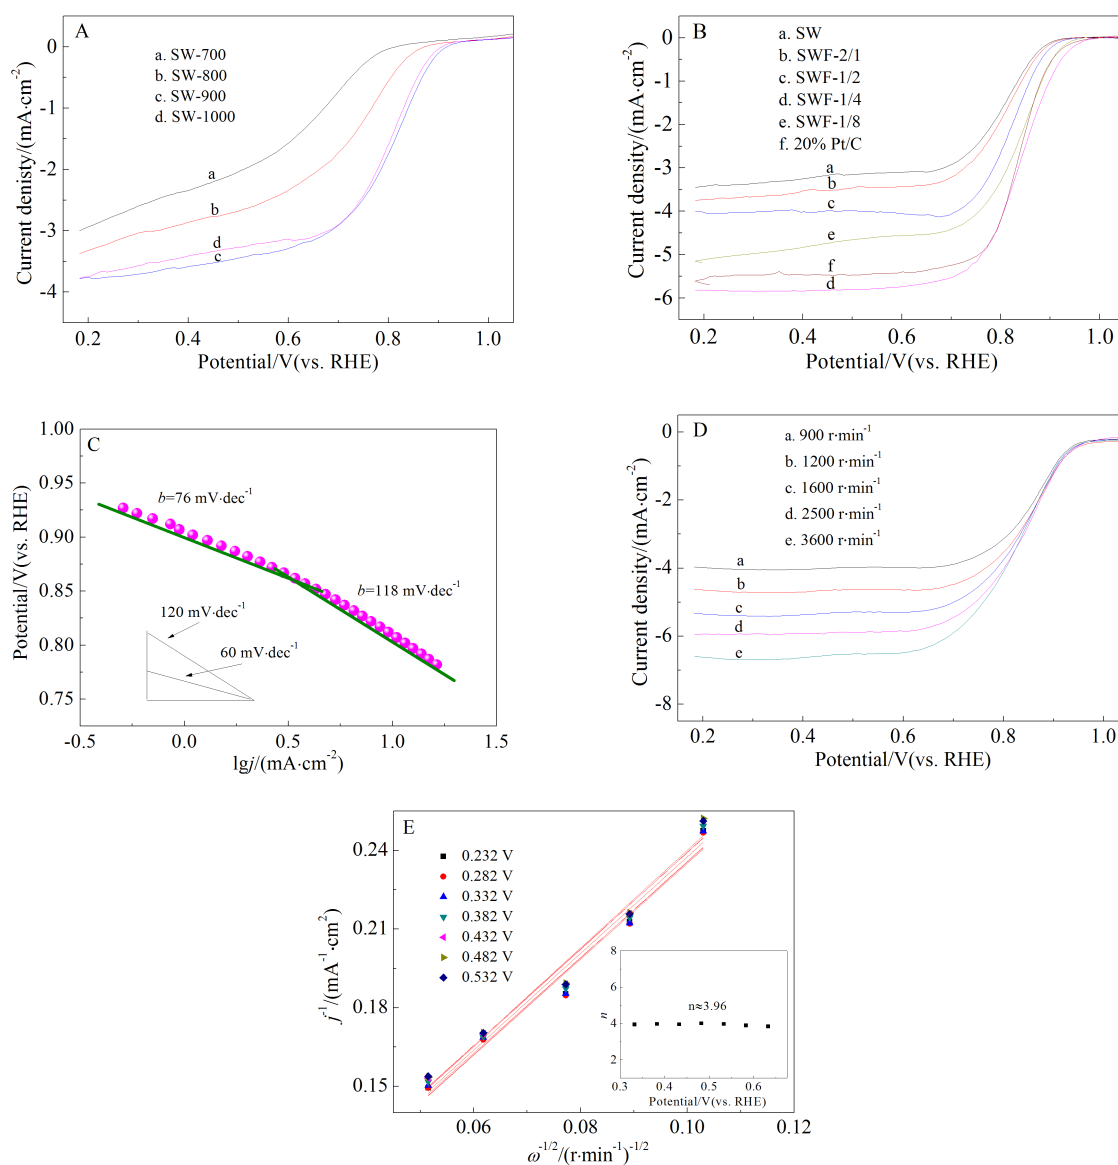 A
a. SW-700
b. SW-800
c. SW-900
d. SW-1000
a
b
d
c
0
-1
-2
-3
-4
0.2 0.4 0.6 0.8 1.0
Current denisty/(mA·cm⁻²)
Potential/V(vs. RHE)
B
a. SW
b. SWF-2/1
c. SWF-1/2
d. SWF-1/4
e. SWF-1/8
f. 20% Pt/C
a
b
c
e
f
d
0
-1
-2
-3
-4
-5
-6
0.2 0.4 0.6 0.8 1.0
Current density/(mA·cm⁻²)
Potential/V(vs. RHE)
C
b=76 mV·dec⁻¹
b=118 mV·dec⁻¹
120 mV·dec⁻¹
60 mV·dec⁻¹
1.00
0.95
0.90
0.85
0.80
0.75
-0.5 0.0 0.5 1.0 1.5
Potential/V(vs. RHE)
lgj/(mA·cm⁻²)
D
a. 900 r·min⁻¹
b. 1200 r·min⁻¹
c. 1600 r·min⁻¹
d. 2500 r·min⁻¹
e. 3600 r·min⁻¹
a
b
c
d
e
0
-2
-4
-6
-8
0.2 0.4 0.6 0.8 1.0
Current density/(mA·cm⁻²)
Potential/V(vs. RHE)
E
0.232 V
0.282 V
0.332 V
0.382 V
0.432 V
0.482 V
0.532 V
0.24
0.21
0.18
0.15
0.06 0.08 0.10 0.12
j⁻¹/(mA⁻¹·cm²)
ω⁻¹/²/(r·min⁻¹)⁻¹/²
8
6
4
2
n
n≈3.96
0.3 0.4 0.5 0.6
Potential/V(vs. RHE)